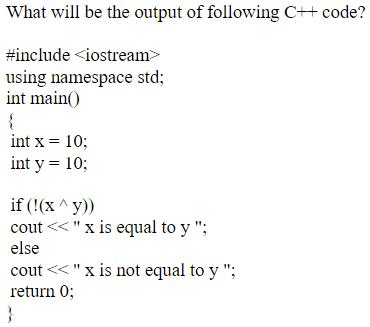 What will be the output of following C++ code?
#include <iostream>
using namespace std;
int main()
{
int x = 10;
int y = 10;
if (!(x ^ y))
cout << " x is equal to y ";
else
cout << " x is not equal to y ";
return 0;
}